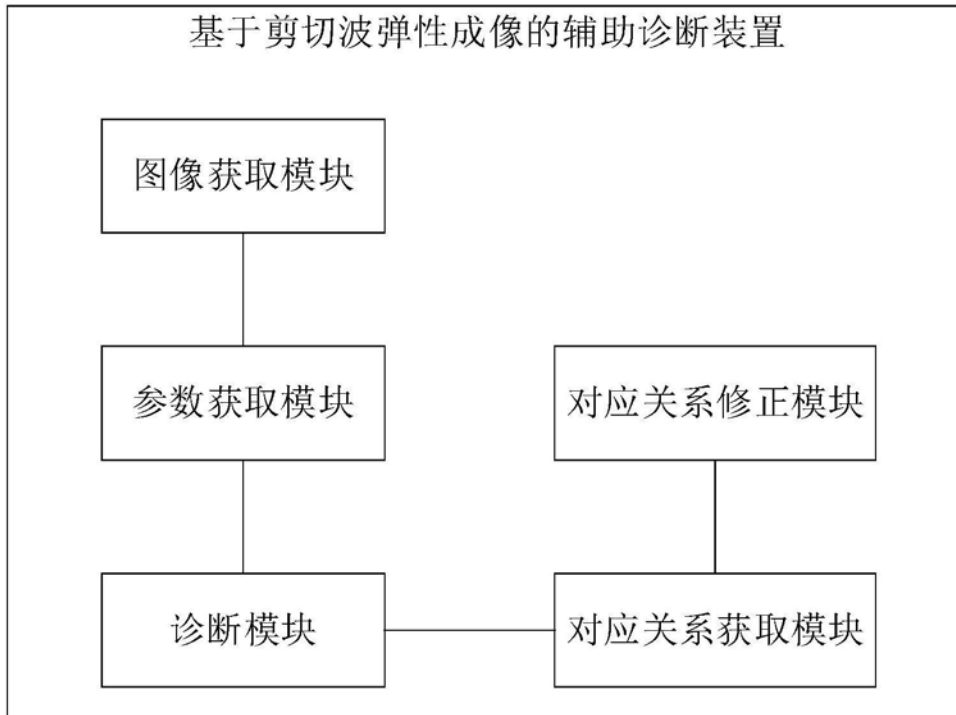 基于剪切波弹性成像的辅助诊断装置
图像获取模块
参数获取模块
对应关系修正模块
诊断模块
对应关系获取模块